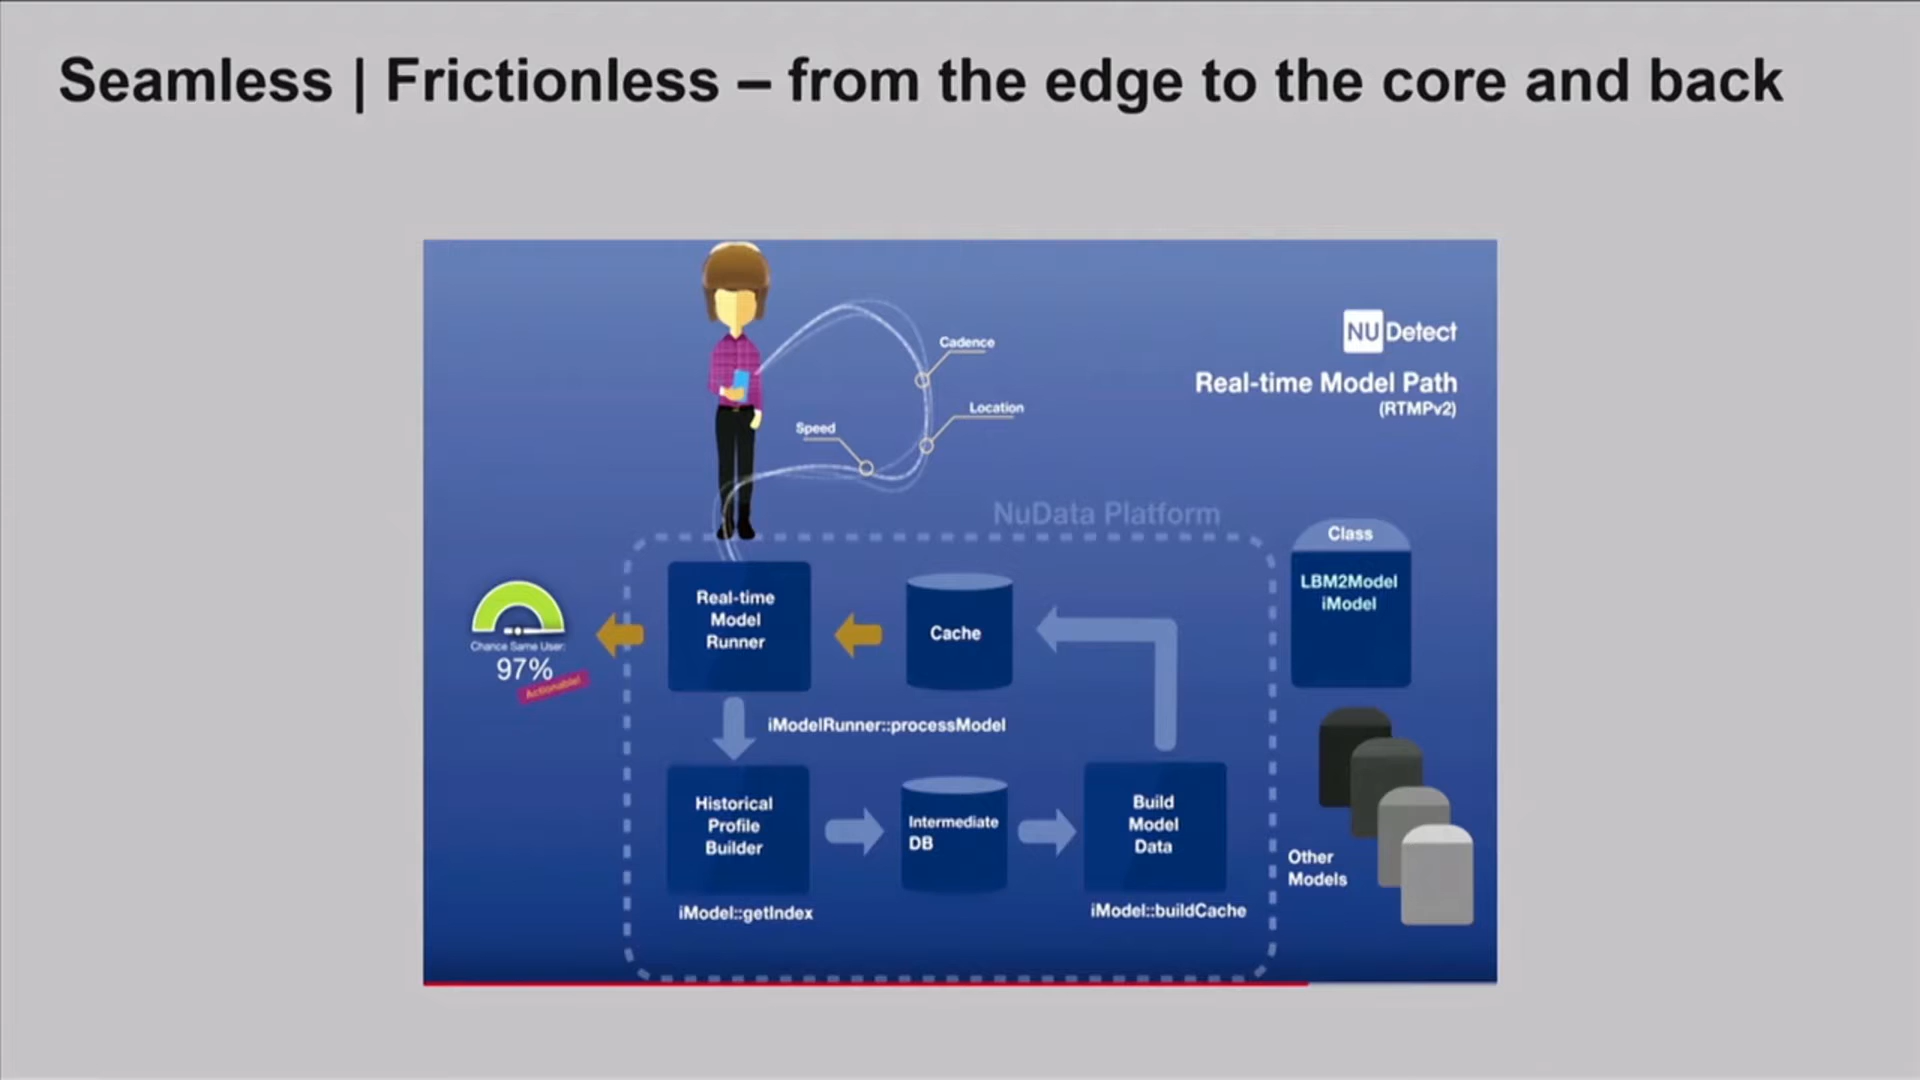 Seamless | Frictionless – from the edge to the core and back
NU Detect
Real-time Model Path
(RTMPv2)
Cadence
Location
Speed
NuData Platform
Class
LBM2Model
iModel
Real-time
Model
Runner
Cache
Chance Same User:
97%
Actionable!
iModelRunner::processModel
Historical
Profile
Builder
Intermediate
DB
Build
Model
Data
Other
Models
iModel::getIndex
iModel::buildCache